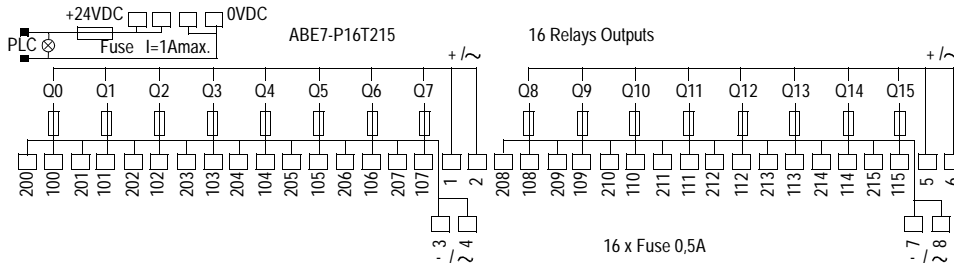 +24VDC 0VDC
ABE7-P16T215 16 Relays Outputs
PLC Fuse I=1Amax.
+ /~ + /~
Q0 Q1 Q2 Q3 Q4 Q5 Q6 Q7 Q8 Q9 Q10 Q11 Q12 Q13 Q14 Q15
200 100 201 101 202 102 203 103 204 104 205 105 206 106 207 107 1 2 208 108 209 109 210 110 211 111 212 112 213 113 214 114 215 115 5 6
3 4 7 8
- /~ - /~
16 x Fuse 0,5A